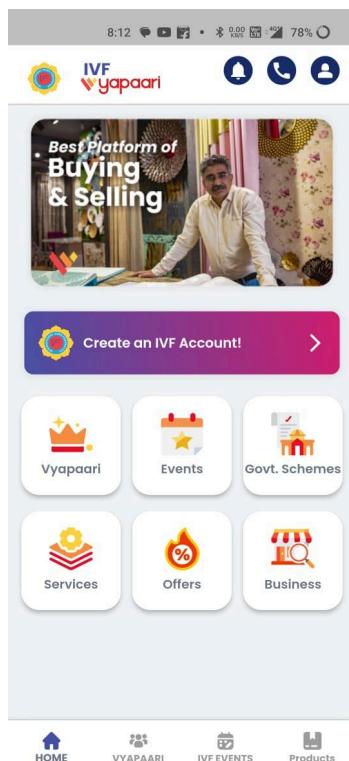 8:12 78%
IVF
Vyapaari
Best Platform of
Buying
& Selling
Create an IVF Account!
Vyapaari
Events
Govt. Schemes
Services
Offers
Business
HOME
VYAPAARI
IVF EVENTS
Products